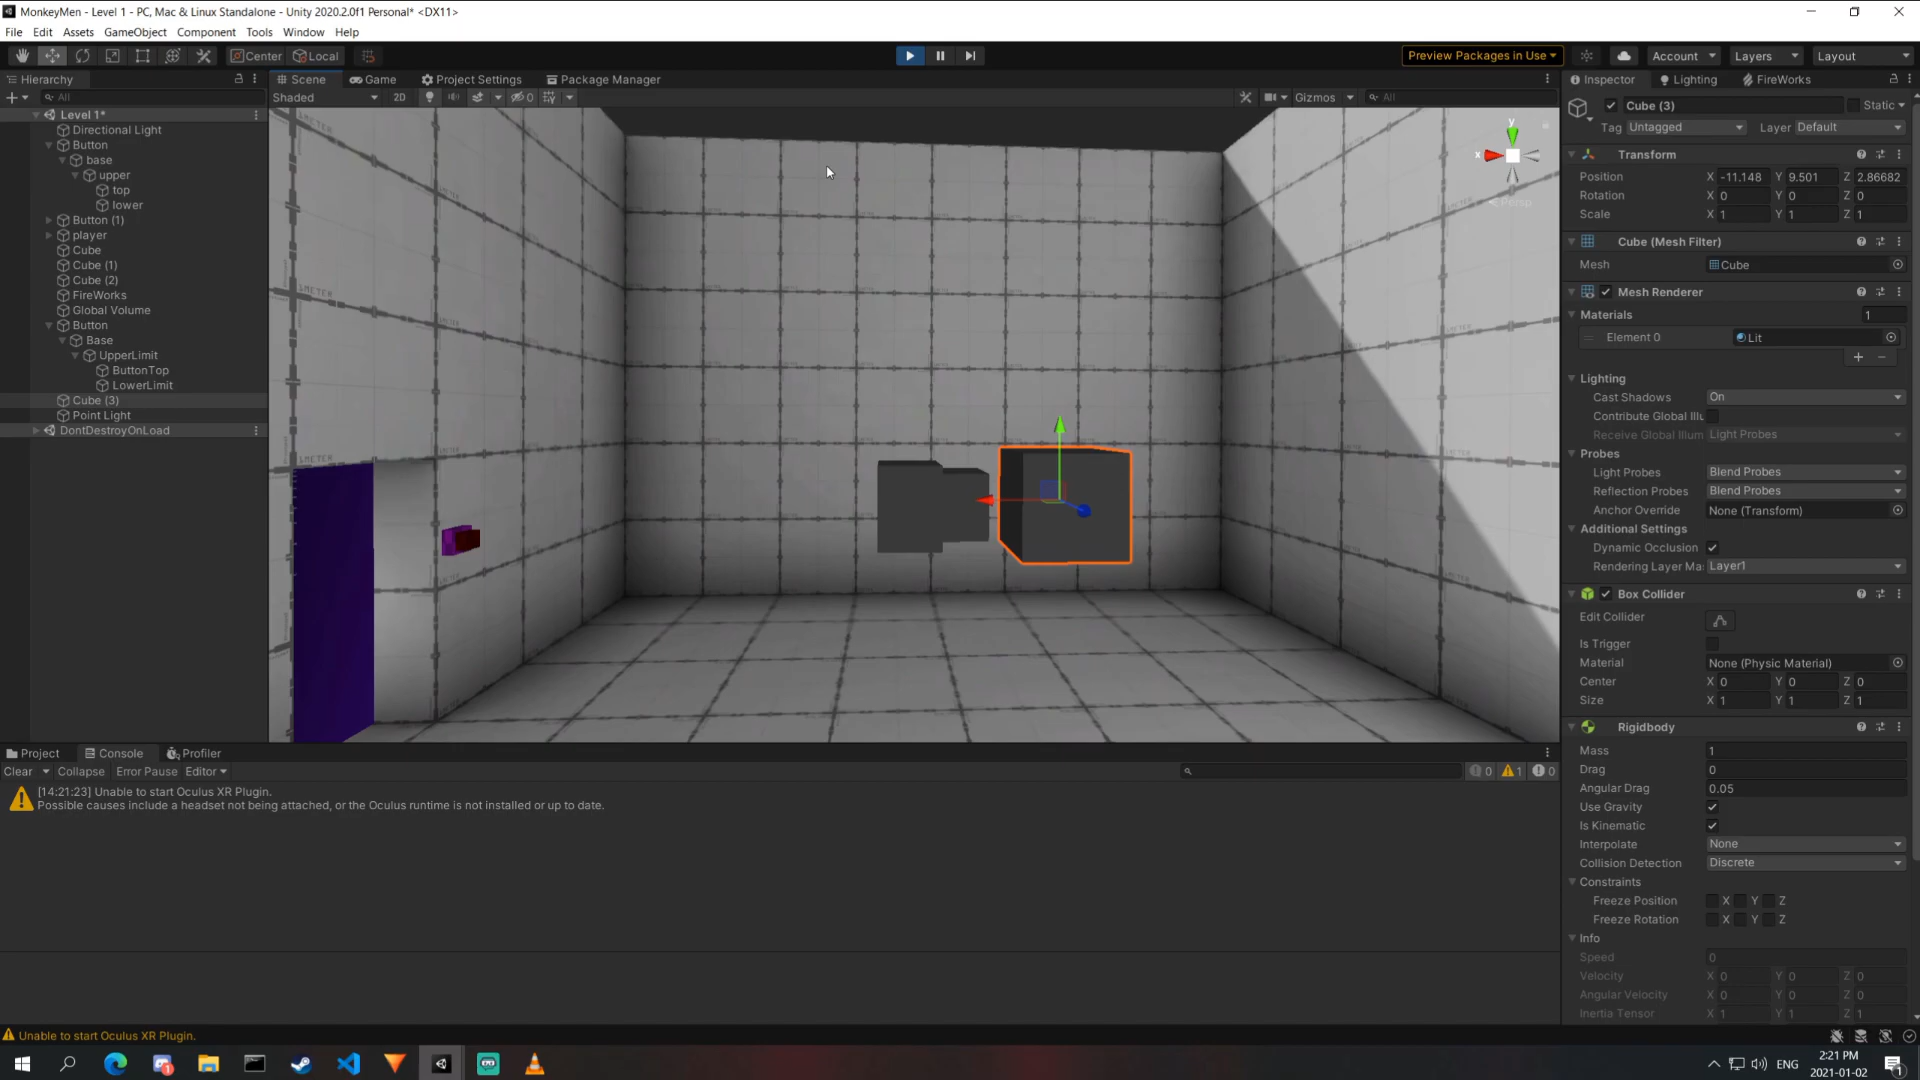 MonkeyMen - Level 1 - PC, Mac & Linux Standalone - Unity 2020.2.0f1 Personal* <DX11>
File Edit Assets GameObject Component Tools Window Help
Center Local Preview Packages in Use Account Layers Layout
Hierarchy Scene Game Project Settings Package Manager Inspector Lighting FireWorks
All Shaded 2D 0 Gizmos All
Level 1*
Directional Light
Button
base
upper
top
lower
Button (1)
player
Cube
Cube (1)
Cube (2)
FireWorks
Global Volume
Button
Base
UpperLimit
ButtonTop
LowerLimit
Cube (3)
Point Light
DontDestroyOnLoad
1METER
1METER
1METER
y
x
Persp
Cube (3) Static
Tag Untagged Layer Default
Transform
Position X -11.148 Y 9.501 Z 2.86682
Rotation X 0 Y 0 Z 0
Scale X 1 Y 1 Z 1
Cube (Mesh Filter)
Mesh Cube
Mesh Renderer
Materials 1
Element 0 Lit
Lighting
Cast Shadows On
Contribute Global Illu
Receive Global Illum Light Probes
Probes
Light Probes Blend Probes
Reflection Probes Blend Probes
Anchor Override None (Transform)
Additional Settings
Dynamic Occlusion
Rendering Layer Ma Layer1
Box Collider
Edit Collider
Is Trigger
Material None (Physic Material)
Center X 0 Y 0 Z 0
Size X 1 Y 1 Z 1
Rigidbody
Mass 1
Drag 0
Angular Drag 0.05
Use Gravity
Is Kinematic
Interpolate None
Collision Detection Discrete
Constraints
Freeze Position X Y Z
Freeze Rotation X Y Z
Info
Speed 0
Velocity X 0 Y 0 Z 0
Angular Velocity X 0 Y 0 Z 0
Inertia Tensor X 1 Y 1 Z 1
Project Console Profiler
Clear Collapse Error Pause Editor 0 1 0
[14:21:23] Unable to start Oculus XR Plugin.
Possible causes include a headset not being attached, or the Oculus runtime is not installed or up to date.
Unable to start Oculus XR Plugin.
ENG
2:21 PM
2021-01-02